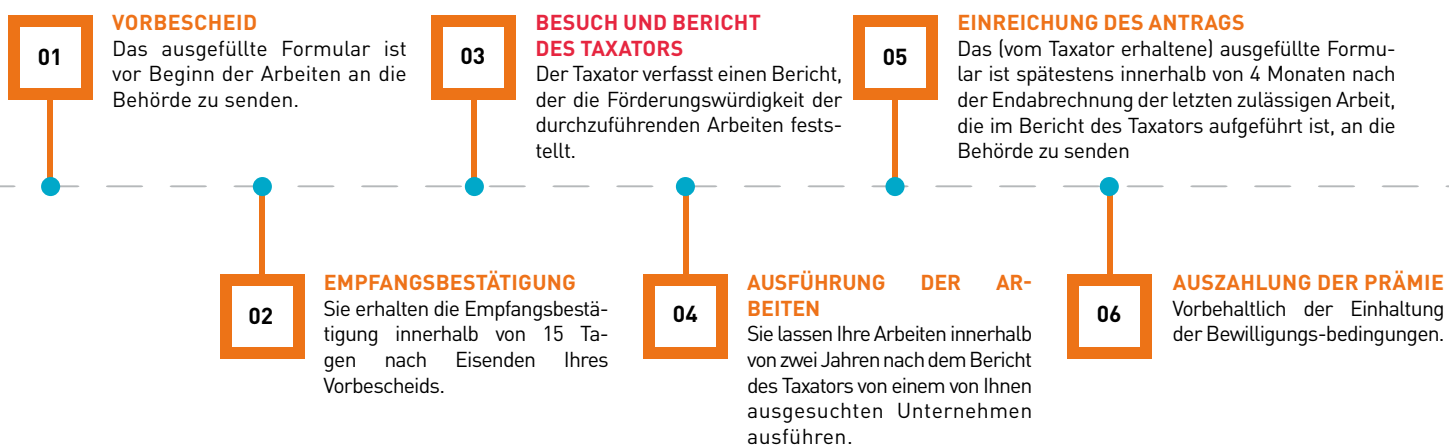 01
VORBESCHEID
Das ausgefüllte Formular ist
vor Beginn der Arbeiten an die
Behörde zu senden.
02
EMPFANGSBESTÄTIGUNG
Sie erhalten die Empfangsbestä-
tigung innerhalb von 15 Ta-
gen nach Eisenden Ihres
Vorbescheids.
03
BESUCH UND BERICHT
DES TAXATORS
Der Taxator verfasst einen Bericht,
der die Förderungswürdigkeit der
durchzuführenden Arbeiten fests-
tellt.
04
AUSFÜHRUNG DER AR-
BEITEN
Sie lassen Ihre Arbeiten innerhalb
von zwei Jahren nach dem Bericht
des Taxators von einem von Ihnen
ausgesuchten Unternehmen
ausführen.
05
EINREICHUNG DES ANTRAGS
Das (vom Taxator erhaltene) ausgefüllte Formu-
lar ist spätestens innerhalb von 4 Monaten nach
der Endabrechnung der letzten zulässigen Arbeit,
die im Bericht des Taxators aufgeführt ist, an die
Behörde zu senden
06
AUSZAHLUNG DER PRÄMIE
Vorbehaltlich der Einhaltung
der Bewilligungs-bedingungen.